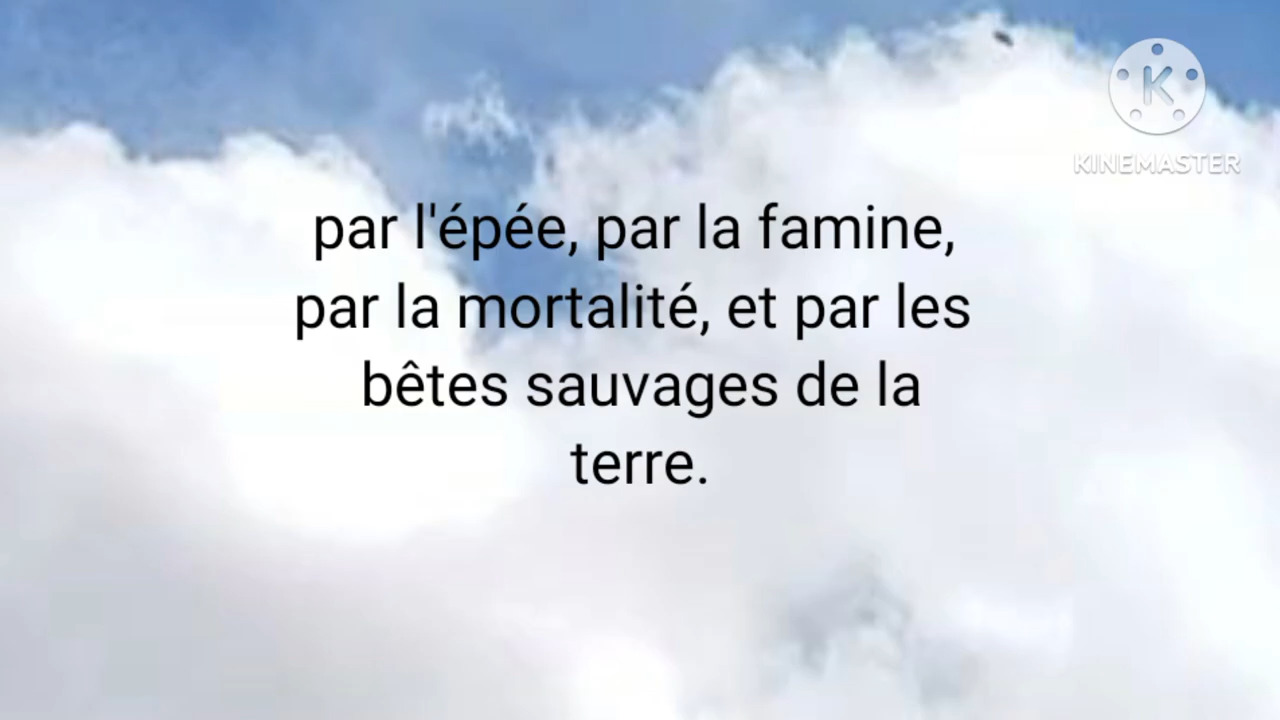 KINEMASTER
par l'épée, par la famine,
par la mortalité, et par les
bêtes sauvages de la
terre.